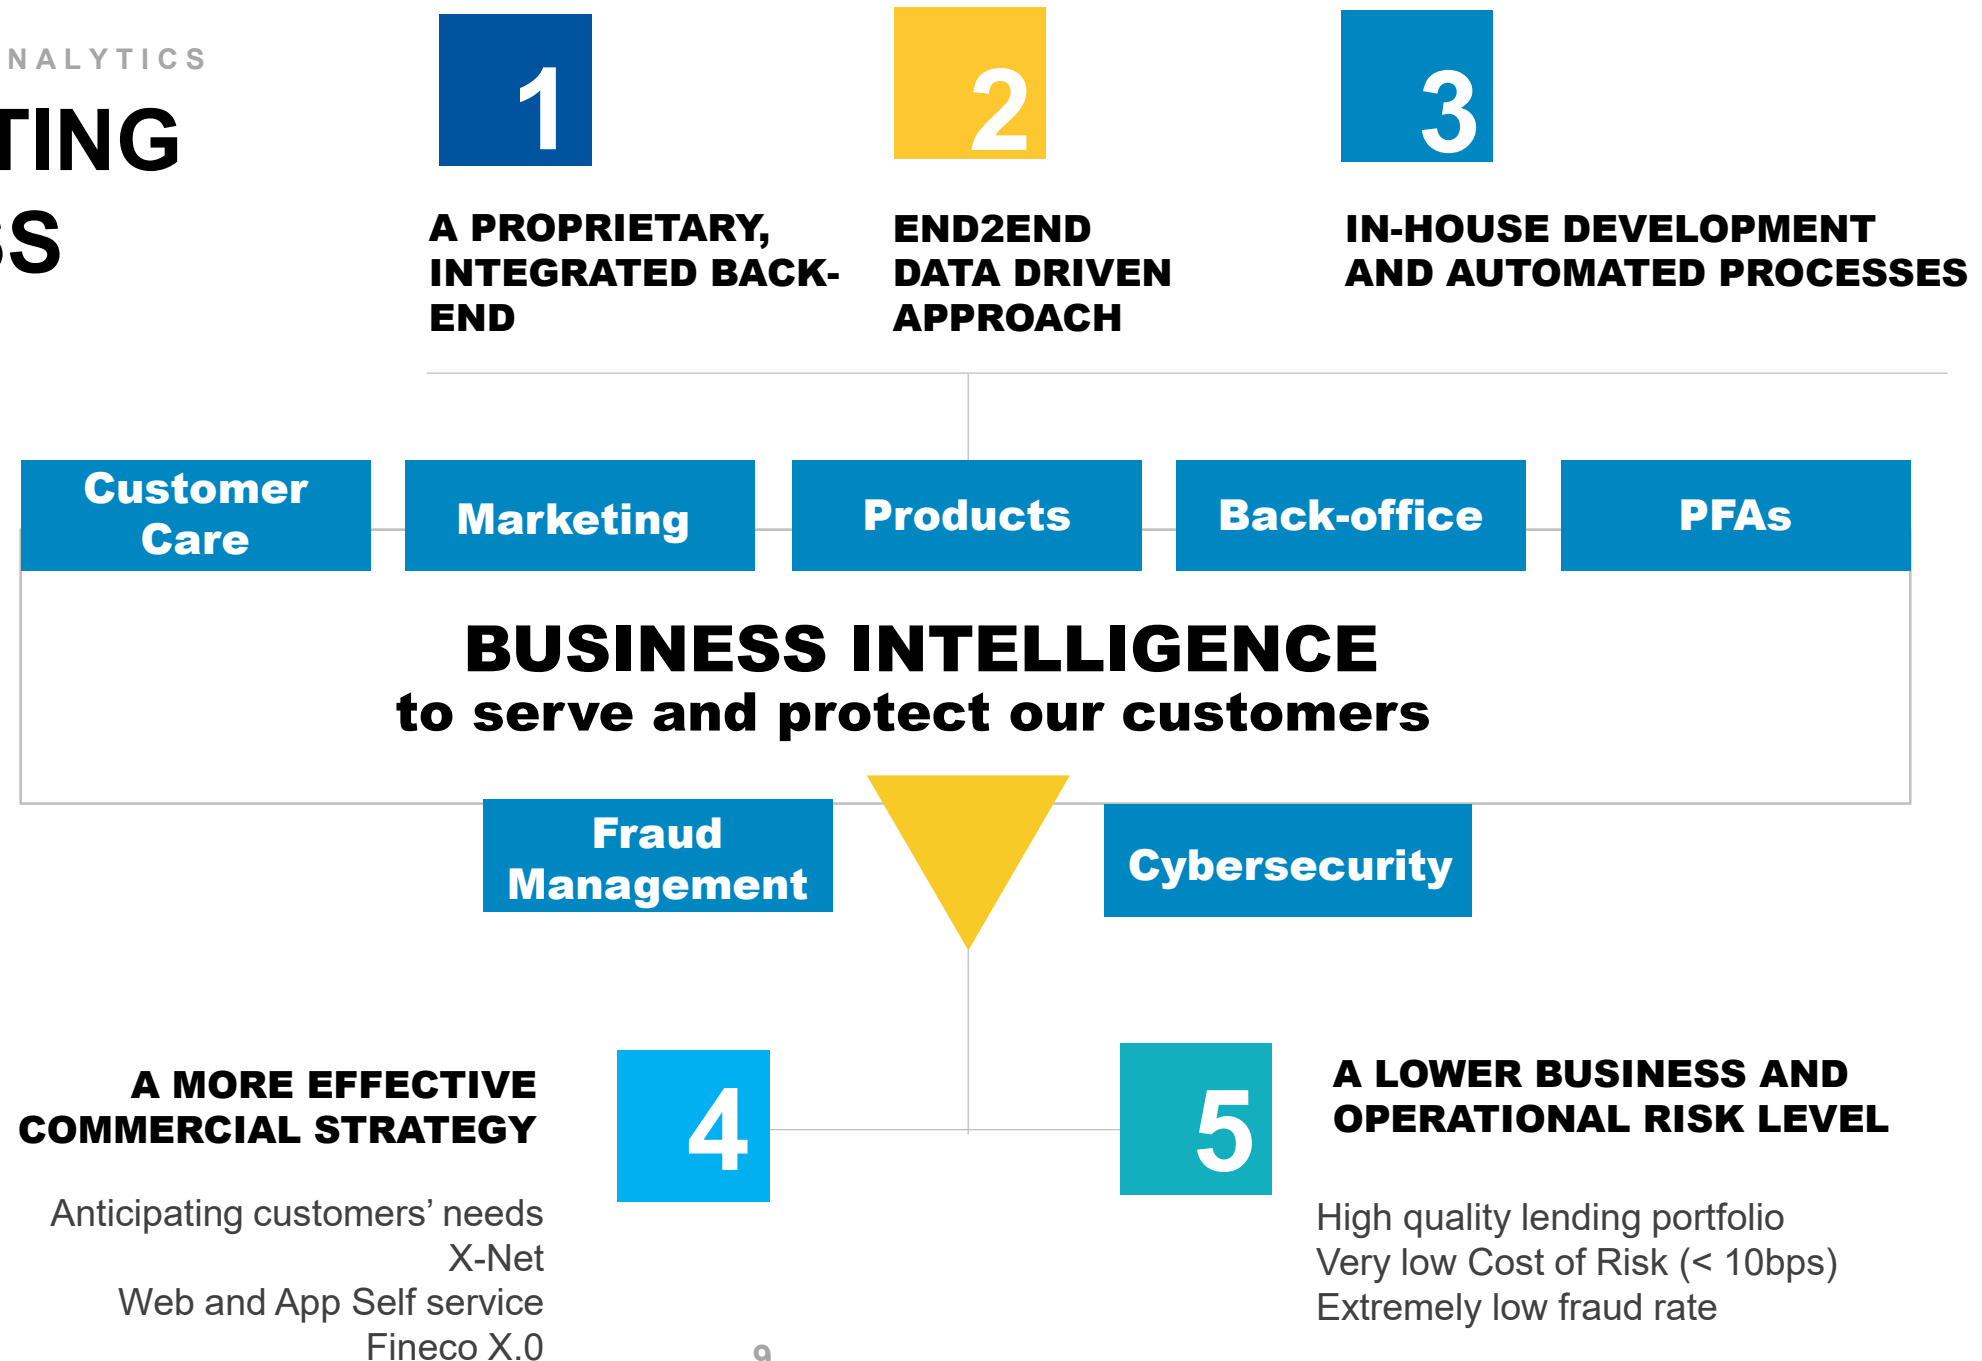 NALYTICS
TING
SS
1
2
3
A PROPRIETARY,
INTEGRATED BACK-
END
END2END
DATA DRIVEN
APPROACH
IN-HOUSE DEVELOPMENT
AND AUTOMATED PROCESSES
Customer
Care
Marketing
Products
Back-office
PFAs
BUSINESS INTELLIGENCE
to serve and protect our customers
Fraud
Management
Cybersecurity
A MORE EFFECTIVE
COMMERCIAL STRATEGY
4
Anticipating customers’ needs
X-Net
Web and App Self service
Fineco X.0
5
A LOWER BUSINESS AND
OPERATIONAL RISK LEVEL
High quality lending portfolio
Very low Cost of Risk (< 10bps)
Extremely low fraud rate
9